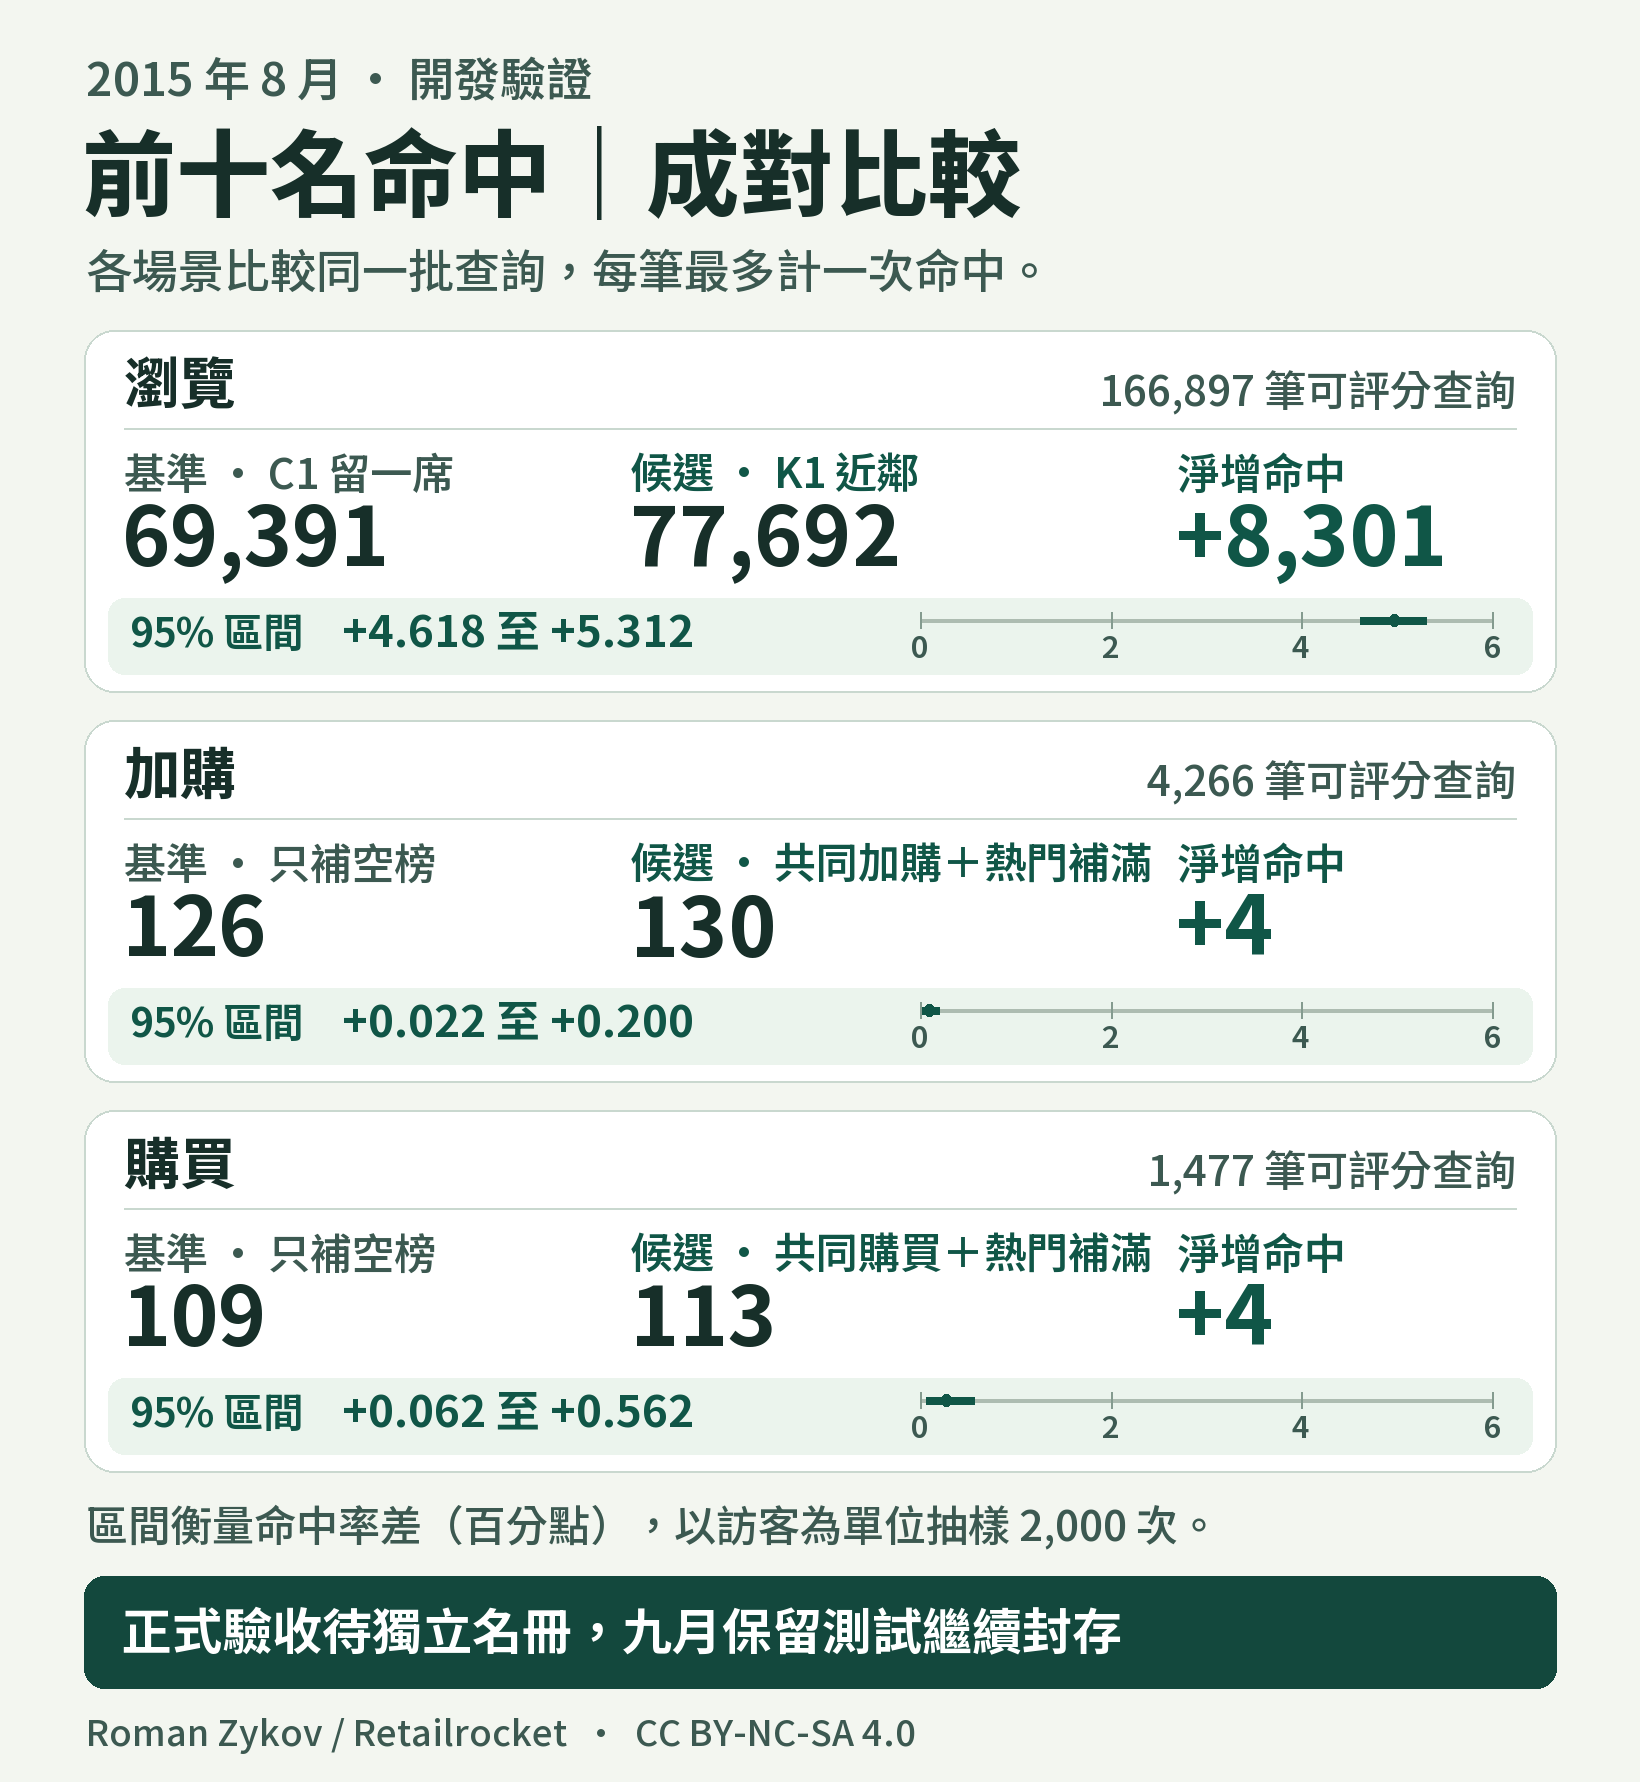 2015 年 8 月 · 開發驗證
前十名命中｜成對比較
各場景比較同一批查詢，每筆最多計一次命中。
瀏覽
166,897 筆可評分查詢
基準 · C1 留一席
候選 · K1 近鄰
淨增命中
69,391
77,692
+8,301
95% 區間 +4.618 至 +5.312
0 2 4 6
加購
4,266 筆可評分查詢
基準 · 只補空榜
候選 · 共同加購＋熱門補滿
淨增命中
126
130
+4
95% 區間 +0.022 至 +0.200
0 2 4 6
購買
1,477 筆可評分查詢
基準 · 只補空榜
候選 · 共同購買＋熱門補滿
淨增命中
109
113
+4
95% 區間 +0.062 至 +0.562
0 2 4 6
區間衡量命中率差（百分點），以訪客為單位抽樣 2,000 次。
正式驗收待獨立名冊，九月保留測試繼續封存
Roman Zykov / Retailrocket · CC BY-NC-SA 4.0